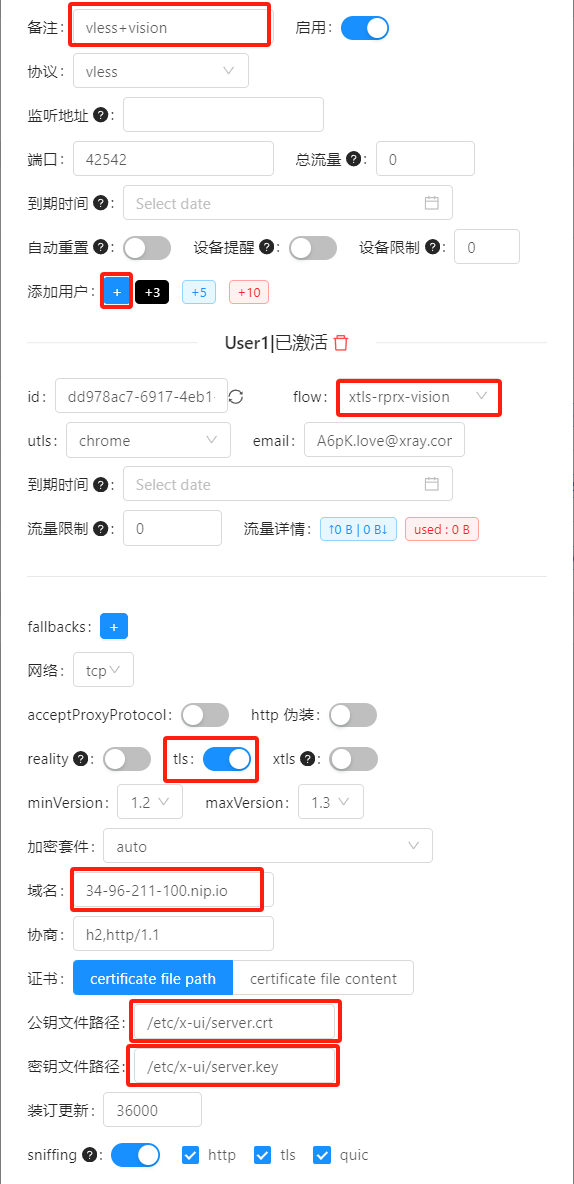 备注: vless+vision 启用:
协议: vless
监听地址 ?:
端口: 42542 总流量 ?: 0
到期时间 ?: Select date
自动重置 ?: 设备提醒 ?: 设备限制 ?: 0
添加用户: + +3 +5 +10
User1|已激活
id: dd978ac7-6917-4eb1- flow: xtls-rprx-vision
utls: chrome email: A6pK.love@xray.cor
到期时间 ?: Select date
流量限制 ?: 0 流量详情: ↑0 B | 0 B↓ used : 0 B
fallbacks: +
网络: tcp
acceptProxyProtocol: http 伪装:
reality ?: tls: xtls ?:
minVersion: 1.2 maxVersion: 1.3
加密套件: auto
域名: 34-96-211-100.nip.io
协商: h2,http/1.1
证书: certificate file path certificate file content
公钥文件路径: /etc/x-ui/server.crt
密钥文件路径: /etc/x-ui/server.key
装订更新: 36000
sniffing ?: http tls quic